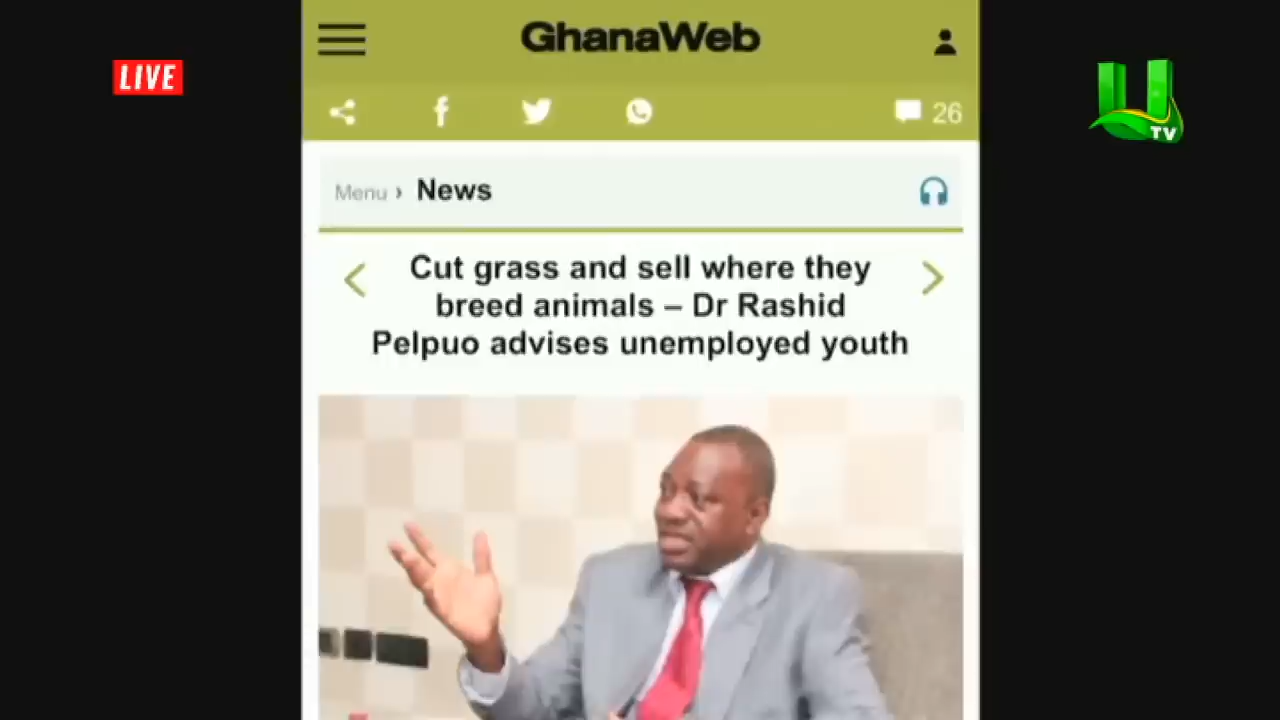 GhanaWeb
LIVE
26
TV
Menu › News
Cut grass and sell where they
breed animals – Dr Rashid
Pelpuo advises unemployed youth